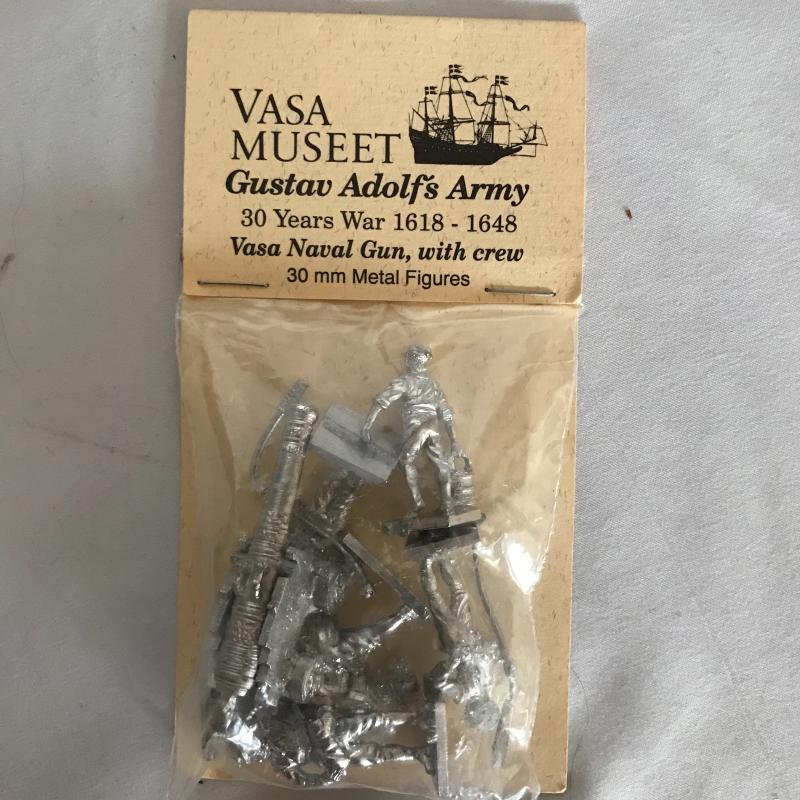 VASA
MUSEET
Gustav Adolf's Army
30 Years War 1618 - 1648
Vasa Naval Gun, with crew
30 mm Metal Figures